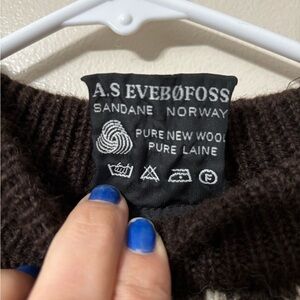 A.S EVEBØFOSS
SANDANE NORWAY
PURE NEW WOOL
PURE LAINE